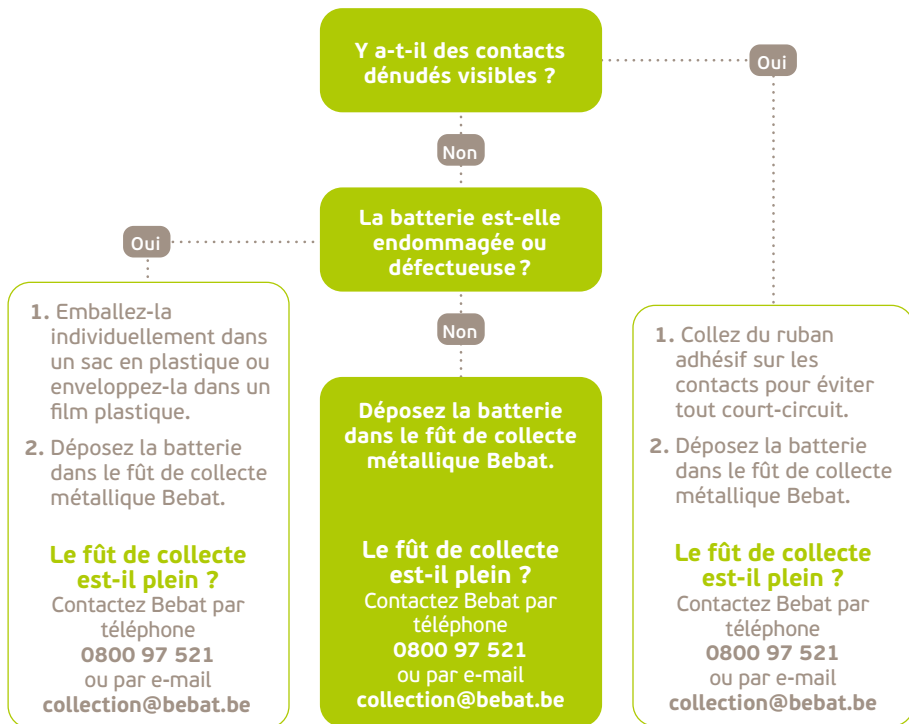 Y a-t-il des contacts
dénudés visibles ?
Oui
Non
La batterie est-elle
endommagée ou
défectueuse ?
Oui
Non
1. Emballez-la
individuellement dans
un sac en plastique ou
enveloppez-la dans un
film plastique.
2. Déposez la batterie
dans le fût de collecte
métallique Bebat.
Le fût de collecte
est-il plein ?
Contactez Bebat par
téléphone
0800 97 521
ou par e-mail
collection@bebat.be
Déposez la batterie
dans le fût de collecte
métallique Bebat.
Le fût de collecte
est-il plein ?
Contactez Bebat par
téléphone
0800 97 521
ou par e-mail
collection@bebat.be
1. Collez du ruban
adhésif sur les
contacts pour éviter
tout court-circuit.
2. Déposez la batterie
dans le fût de collecte
métallique Bebat.
Le fût de collecte
est-il plein ?
Contactez Bebat par
téléphone
0800 97 521
ou par e-mail
collection@bebat.be